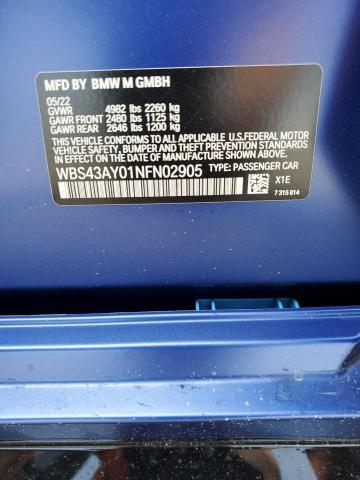 MFD BY BMW M GMBH
05/22
GVWR 4982 lbs 2260 kg
GAWR FRONT 2480 lbs 1125 kg
GAWR REAR 2646 lbs 1200 kg
THIS VEHICLE CONFORMS TO ALL APPLICABLE U.S.FEDERAL MOTOR
VEHICLE SAFETY, BUMPER AND THEFT PREVENTION STANDARDS
IN EFFECT ON THE DATE OF MANUFACTURE SHOWN ABOVE.
WBS43AY01NFN02905 TYPE: PASSENGER CAR
X1E
7 315 814